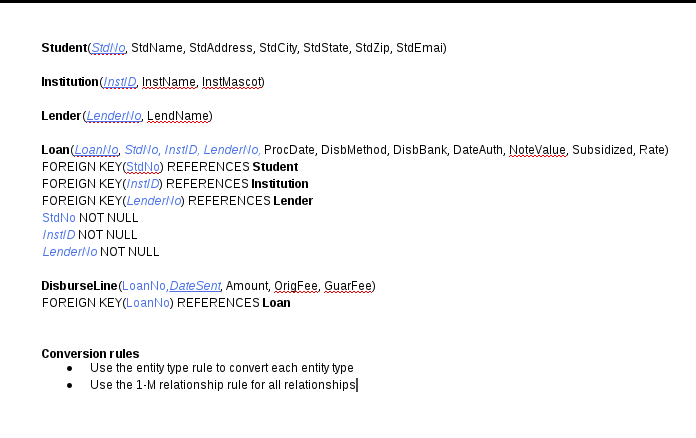 Student(StdNo, StdName, StdAddress, StdCity, StdState, StdZip, StdEmai)
Institution(InstID, InstName, InstMascot)
Lender(LenderNo, LendName)
Loan(LoanNo, StdNo, InstID, LenderNo, ProcDate, DisbMethod, DisbBank, DateAuth, NoteValue, Subsidized, Rate)
FOREIGN KEY(StdNo) REFERENCES Student
FOREIGN KEY(InstID) REFERENCES Institution
FOREIGN KEY(LenderNo) REFERENCES Lender
StdNo NOT NULL
InstID NOT NULL
LenderNo NOT NULL
DisburseLine(LoanNo,DateSent, Amount, OrigFee, GuarFee)
FOREIGN KEY(LoanNo) REFERENCES Loan
Conversion rules
● Use the entity type rule to convert each entity type
● Use the 1-M relationship rule for all relationships